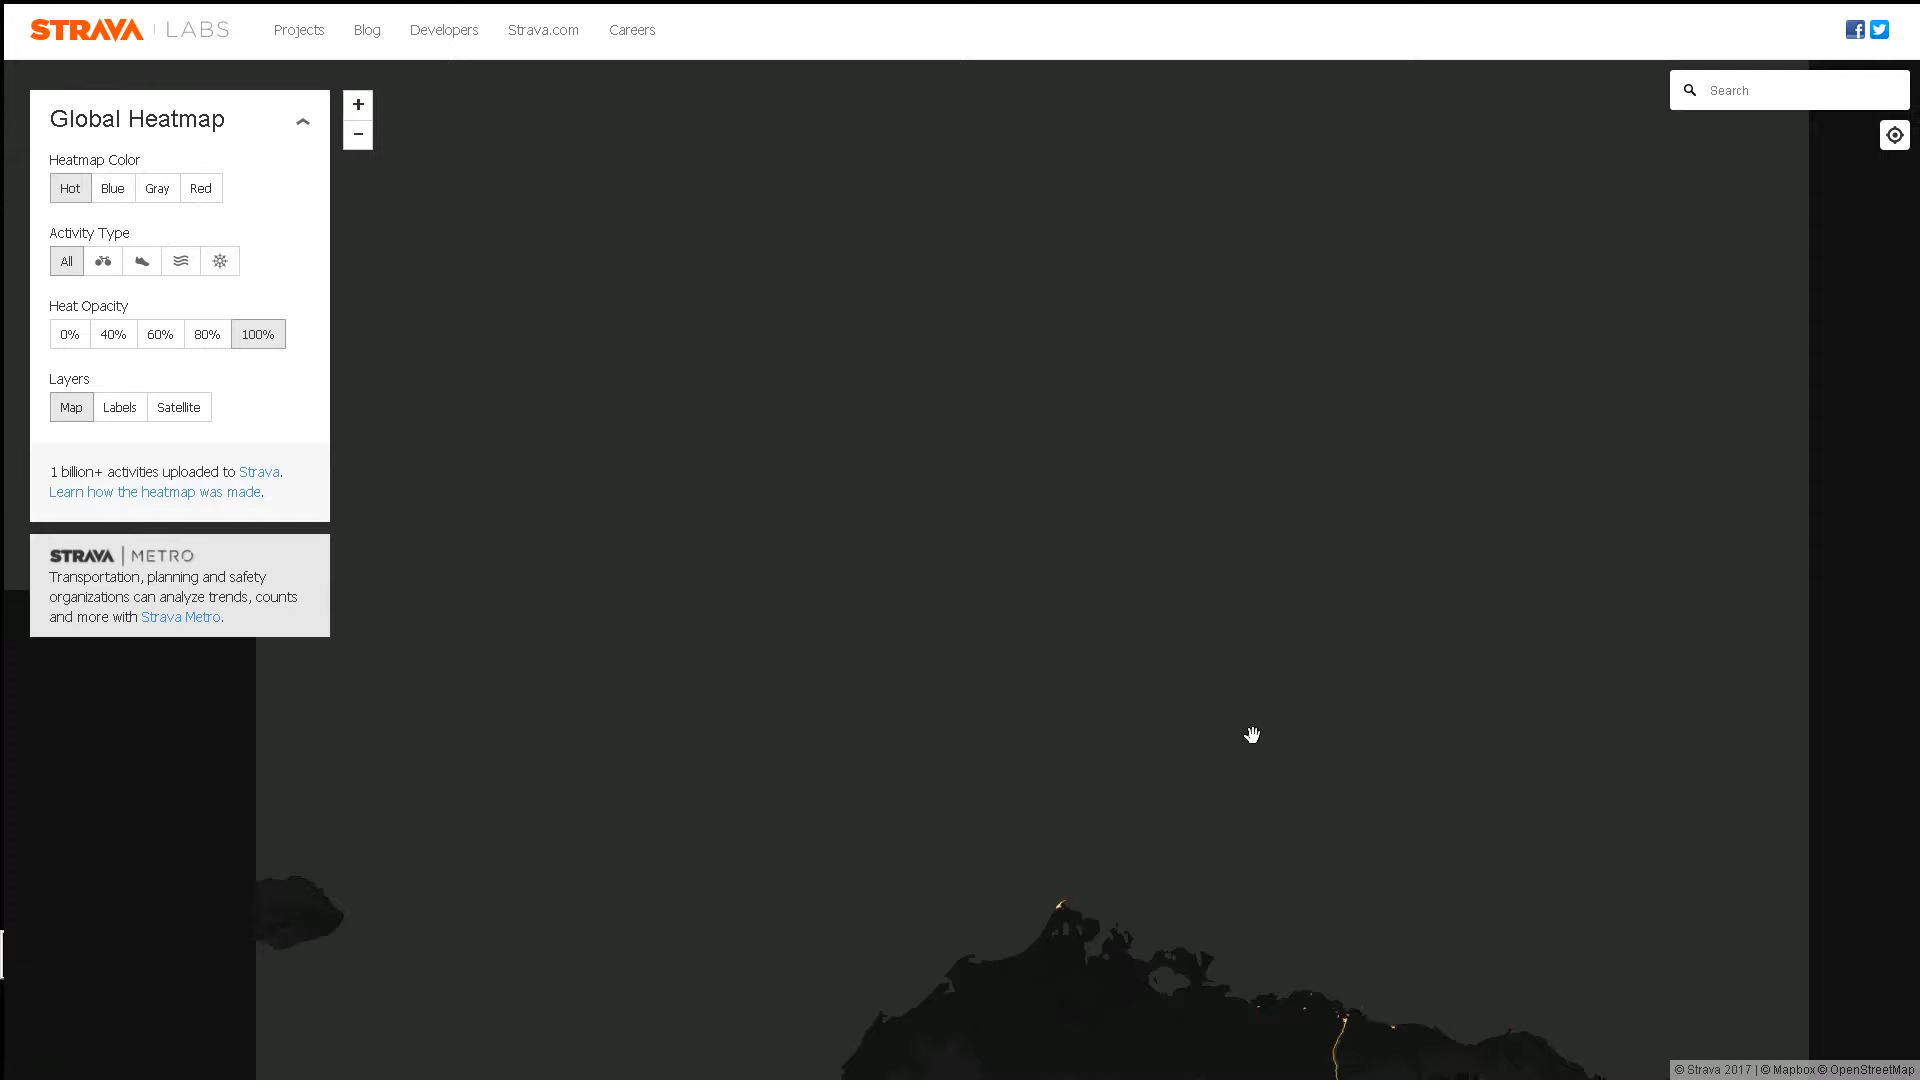 STRAVA | LABS Projects Blog Developers Strava.com Careers
Search
Global Heatmap
+
−
Heatmap Color
Hot Blue Gray Red
Activity Type
All
Heat Opacity
0% 40% 60% 80% 100%
Layers
Map Labels Satellite
1 billion+ activities uploaded to Strava.
Learn how the heatmap was made.
STRAVA | METRO
Transportation, planning and safety
organizations can analyze trends, counts
and more with Strava Metro.
© Strava 2017 | © Mapbox © OpenStreetMap